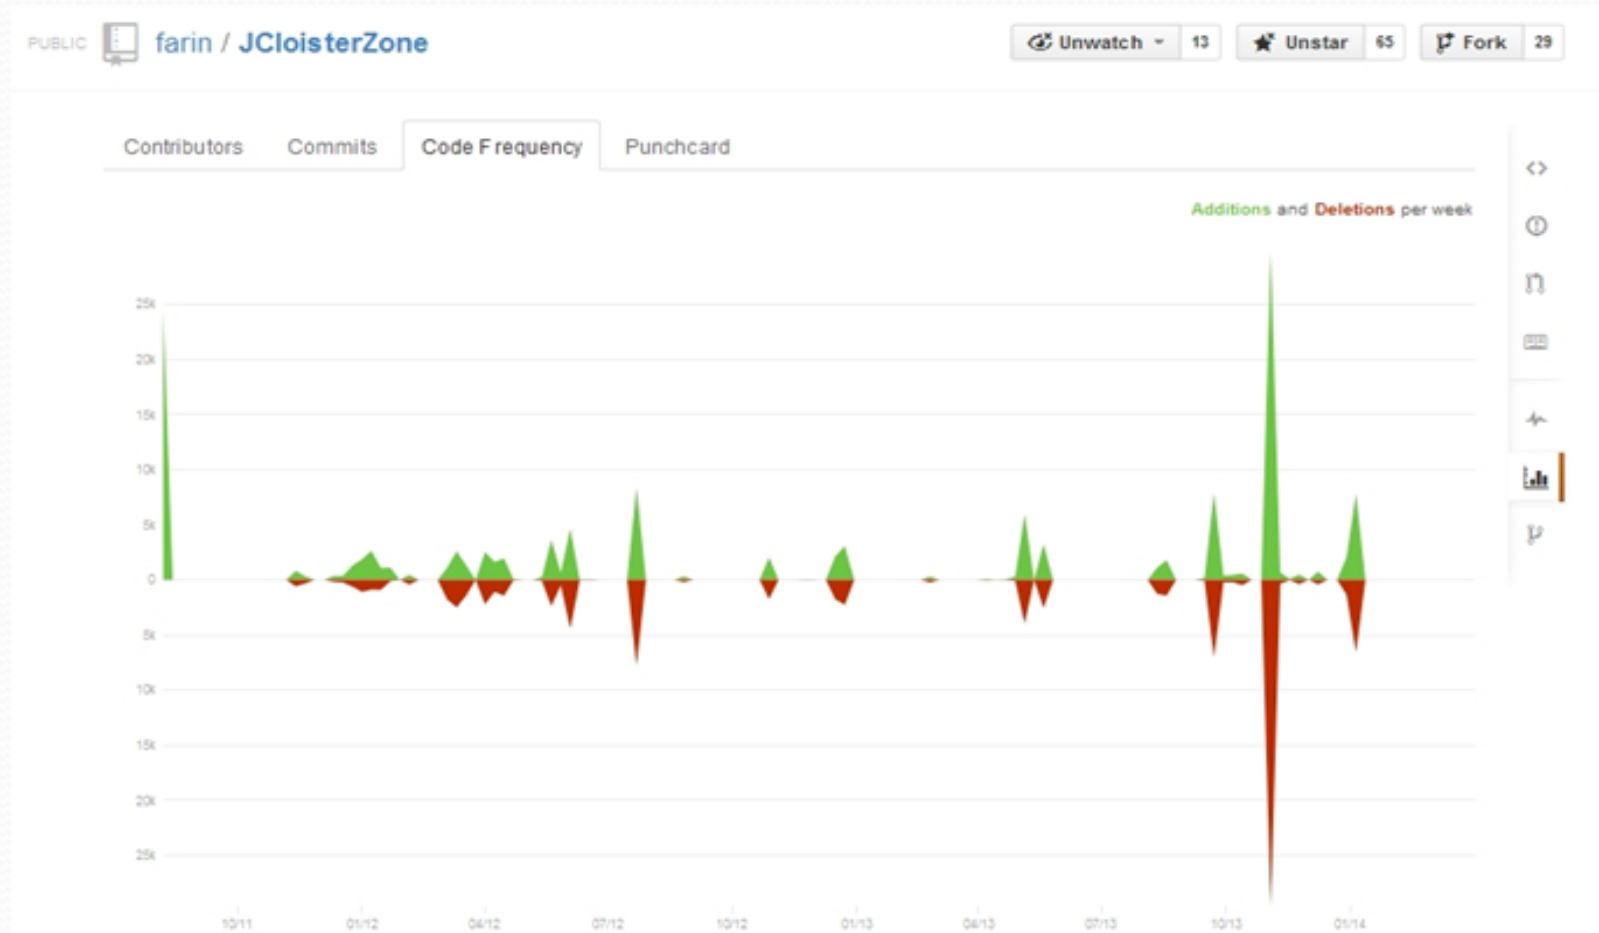 PUBLIC farin / JCloisterZone Unwatch 13 Unstar 65 Fork 29
Contributors Commits Code Frequency Punchcard
Additions and Deletions per week
25k
20k
15k
10k
5k
0
5k
10k
15k
20k
25k
10/11 01/12 04/12 07/12 10/12 01/13 04/13 07/13 10/13 01/14